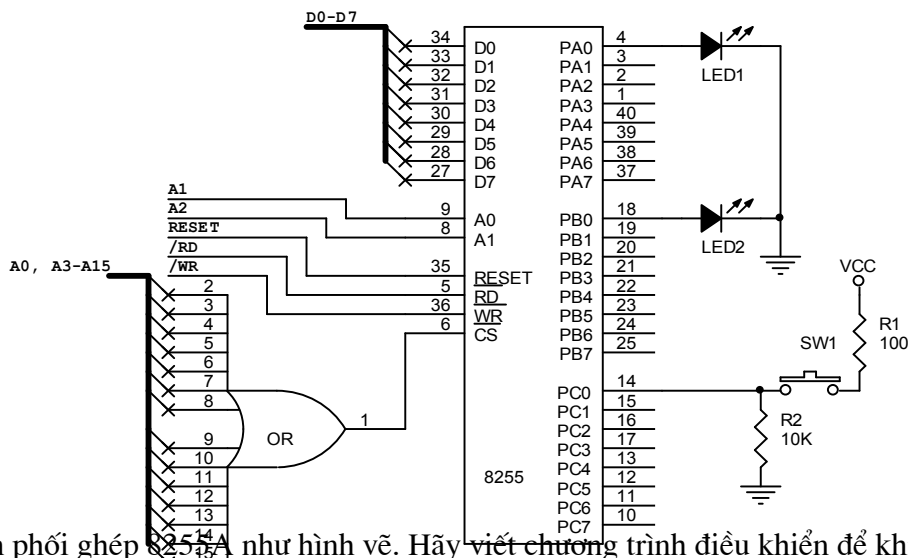 D0-D7
34 D0 PA0 4
33 D1 PA1 3
32 D2 PA2 2
31 D3 PA3 1
30 D4 PA4 40
29 D5 PA5 39
28 D6 PA6 38
27 D7 PA7 37
LED1
A1
A2
RESET
/RD
/WR
A0, A3-A15
9 A0 PB0 18
8 A1 PB1 19
PB2 20
35 RESET PB3 21
5 RD PB4 22
36 WR PB5 23
6 CS PB6 24
PB7 25
LED2
VCC
R1
100
SW1
2
3
4
5
6
7
8
9
10
11
12
13
14
15
OR
1
PC0 14
PC1 15
PC2 16
PC3 17
PC4 13
PC5 12
PC6 11
PC7 10
8255
R2
10K
n phối ghép 8255A như hình vẽ. Hãy viết chương trình điều khiển để kh